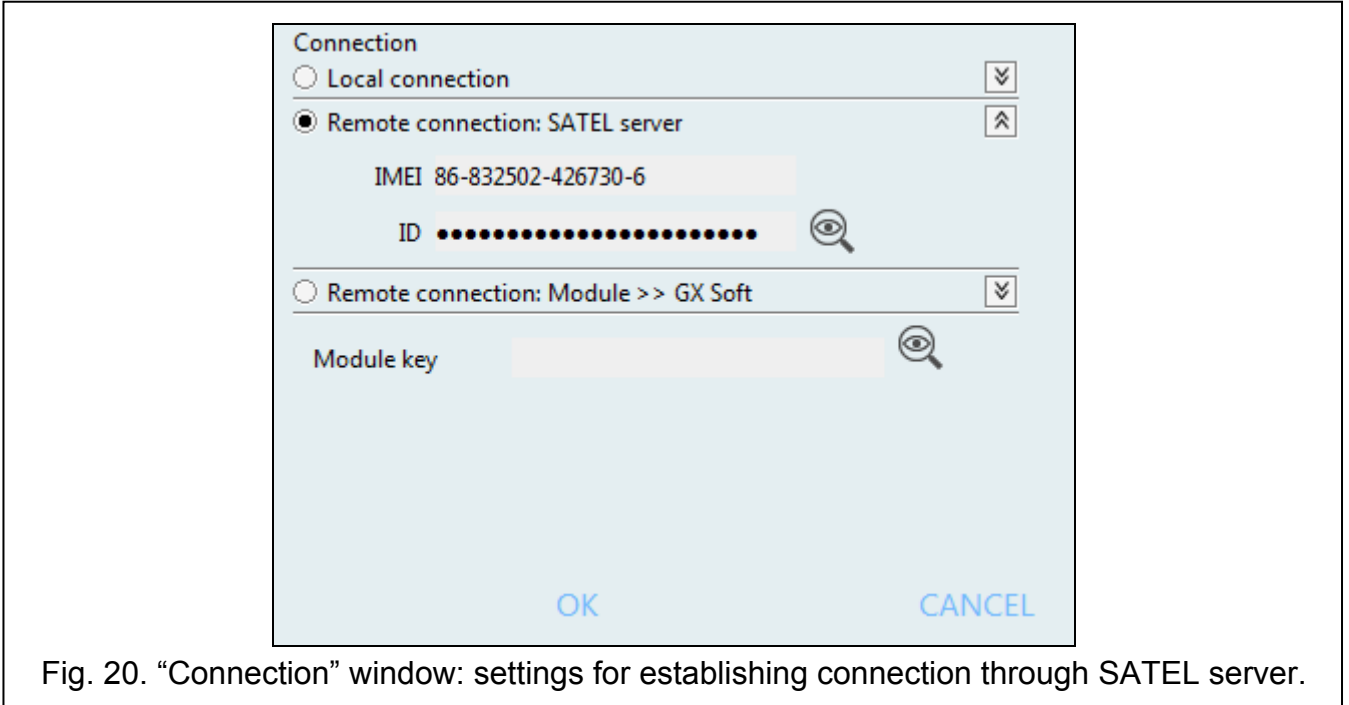 Connection
Local connection
Remote connection: SATEL server
IMEI 86-832502-426730-6
ID ●●●●●●●●●●●●●●●●●●●●●●●
Remote connection: Module >> GX Soft
Module key
OK CANCEL
Fig. 20. “Connection” window: settings for establishing connection through SATEL server.